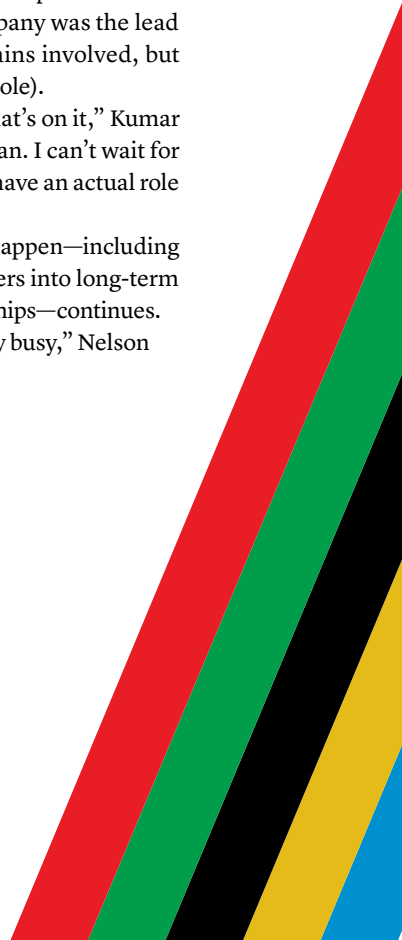 pany was the lead
ains involved, but
ole).
at’s on it,” Kumar
an. I can’t wait for
have an actual role
appen—including
ers into long-term
hips—continues.
y busy,” Nelson